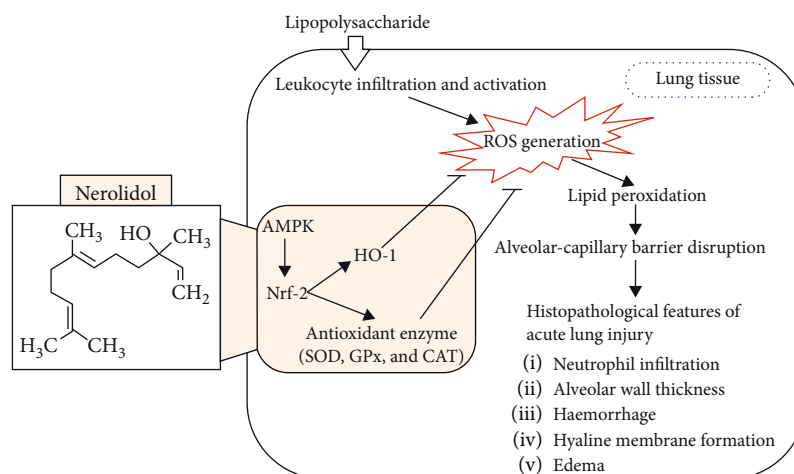 Lipopolysaccharide
Leukocyte infiltration and activation
Lung tissue
ROS generation
Lipid peroxidation
Alveolar-capillary barrier disruption
Histopathological features of
acute lung injury
(i) Neutrophil infiltration
(ii) Alveolar wall thickness
(iii) Haemorrhage
(iv) Hyaline membrane formation
(v) Edema
Nerolidol
CH₃
HO
CH₃
CH₂
H₃C
CH₃
AMPK
Nrf-2
HO-1
Antioxidant enzyme
(SOD, GPx, and CAT)